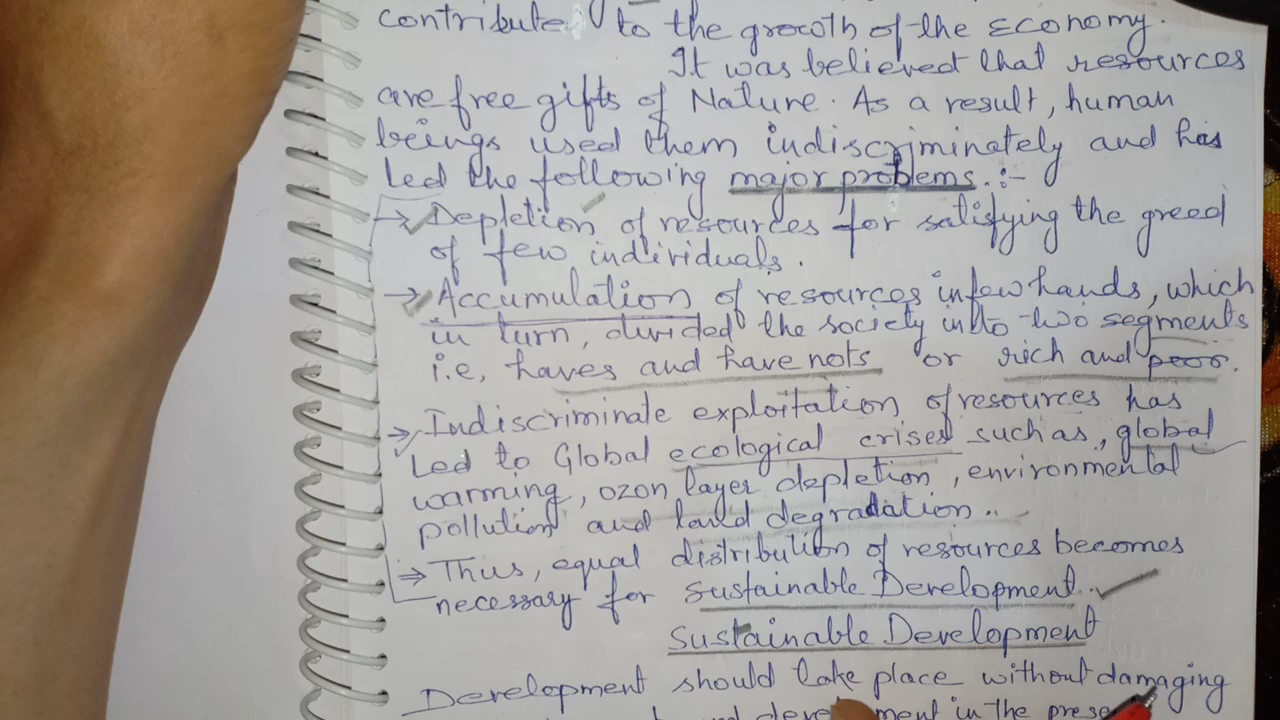 contribute to the growth of the Economy.
It was believed that resources
are free gifts of Nature. As a result, human
beings used them indiscriminately and has
led the following major problems. :-
→ Depletion of resources for satisfying the greed
of few individuals.
→ Accumulation of resources in few hands, which
in turn, divided the society into two segments
i.e, haves and have nots or rich and poor.
→ Indiscriminate exploitation of resources has
led to Global ecological crises such as, global
warming, ozon layer depletion, environmental
pollution and land degradation..
⇒ Thus, equal distribution of resources becomes
necessary for Sustainable Development.
Sustainable Development
Development should take place without damaging
development in the